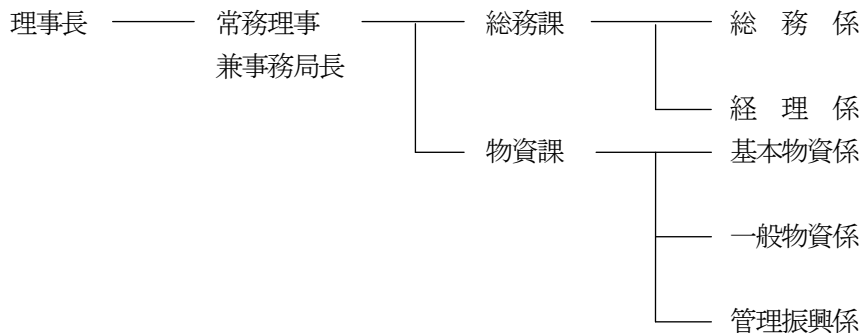 理事長 常務理事 総務課 総務係
兼事務局長
経理係
物資課 基本物資係
一般物資係
管理振興係